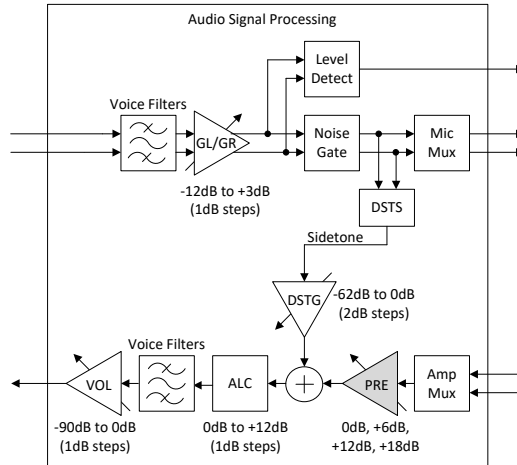 Audio Signal Processing
Level
Detect
Voice Filters
GL/GR
Noise
Gate
Mic
Mux
-12dB to +3dB
(1dB steps)
DSTS
Sidetone
DSTG
-62dB to 0dB
(2dB steps)
Voice Filters
VOL
ALC
PRE
Amp
Mux
-90dB to 0dB
(1dB steps)
0dB to +12dB
(1dB steps)
0dB, +6dB,
+12dB, +18dB